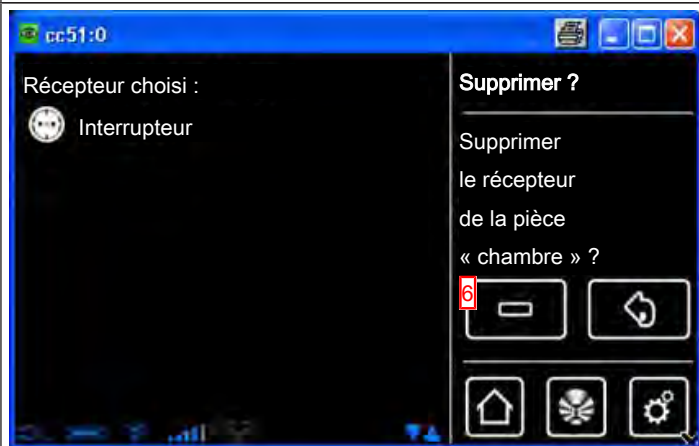 cc51:0
Récepteur choisi :
Interrupteur
Supprimer ?
Supprimer
le récepteur
de la pièce
« chambre » ?
6